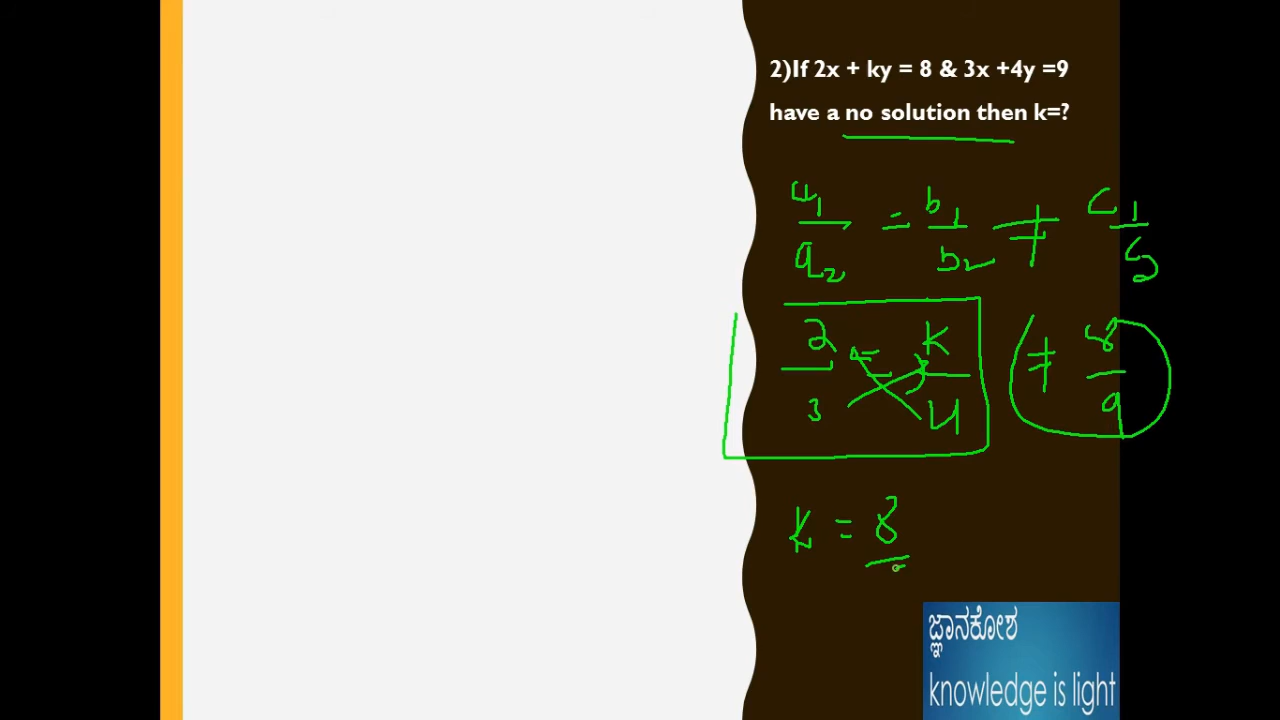 2)If 2x + ky = 8 & 3x +4y =9
have a no solution then k=?
a1/a2 = b1/b2 ≠ c1/c2
2/3 = k/4 ≠ 8/9
k = 8
ಜ್ಞಾನಕೋಶ
knowledge is light